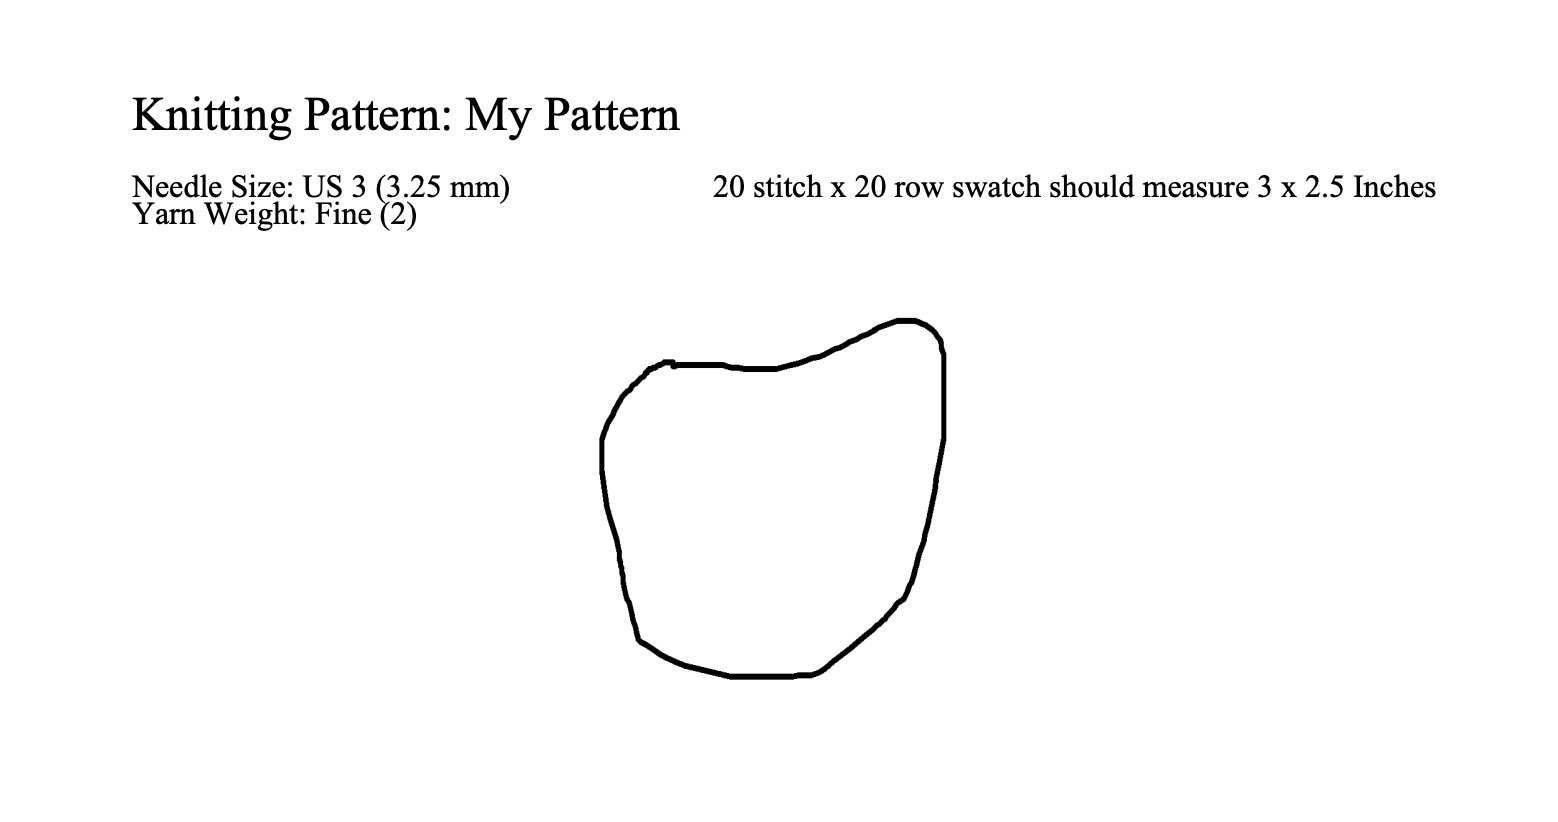 Knitting Pattern: My Pattern
Needle Size: US 3 (3.25 mm)
20 stitch x 20 row swatch should measure 3 x 2.5 Inches
Yarn Weight: Fine (2)